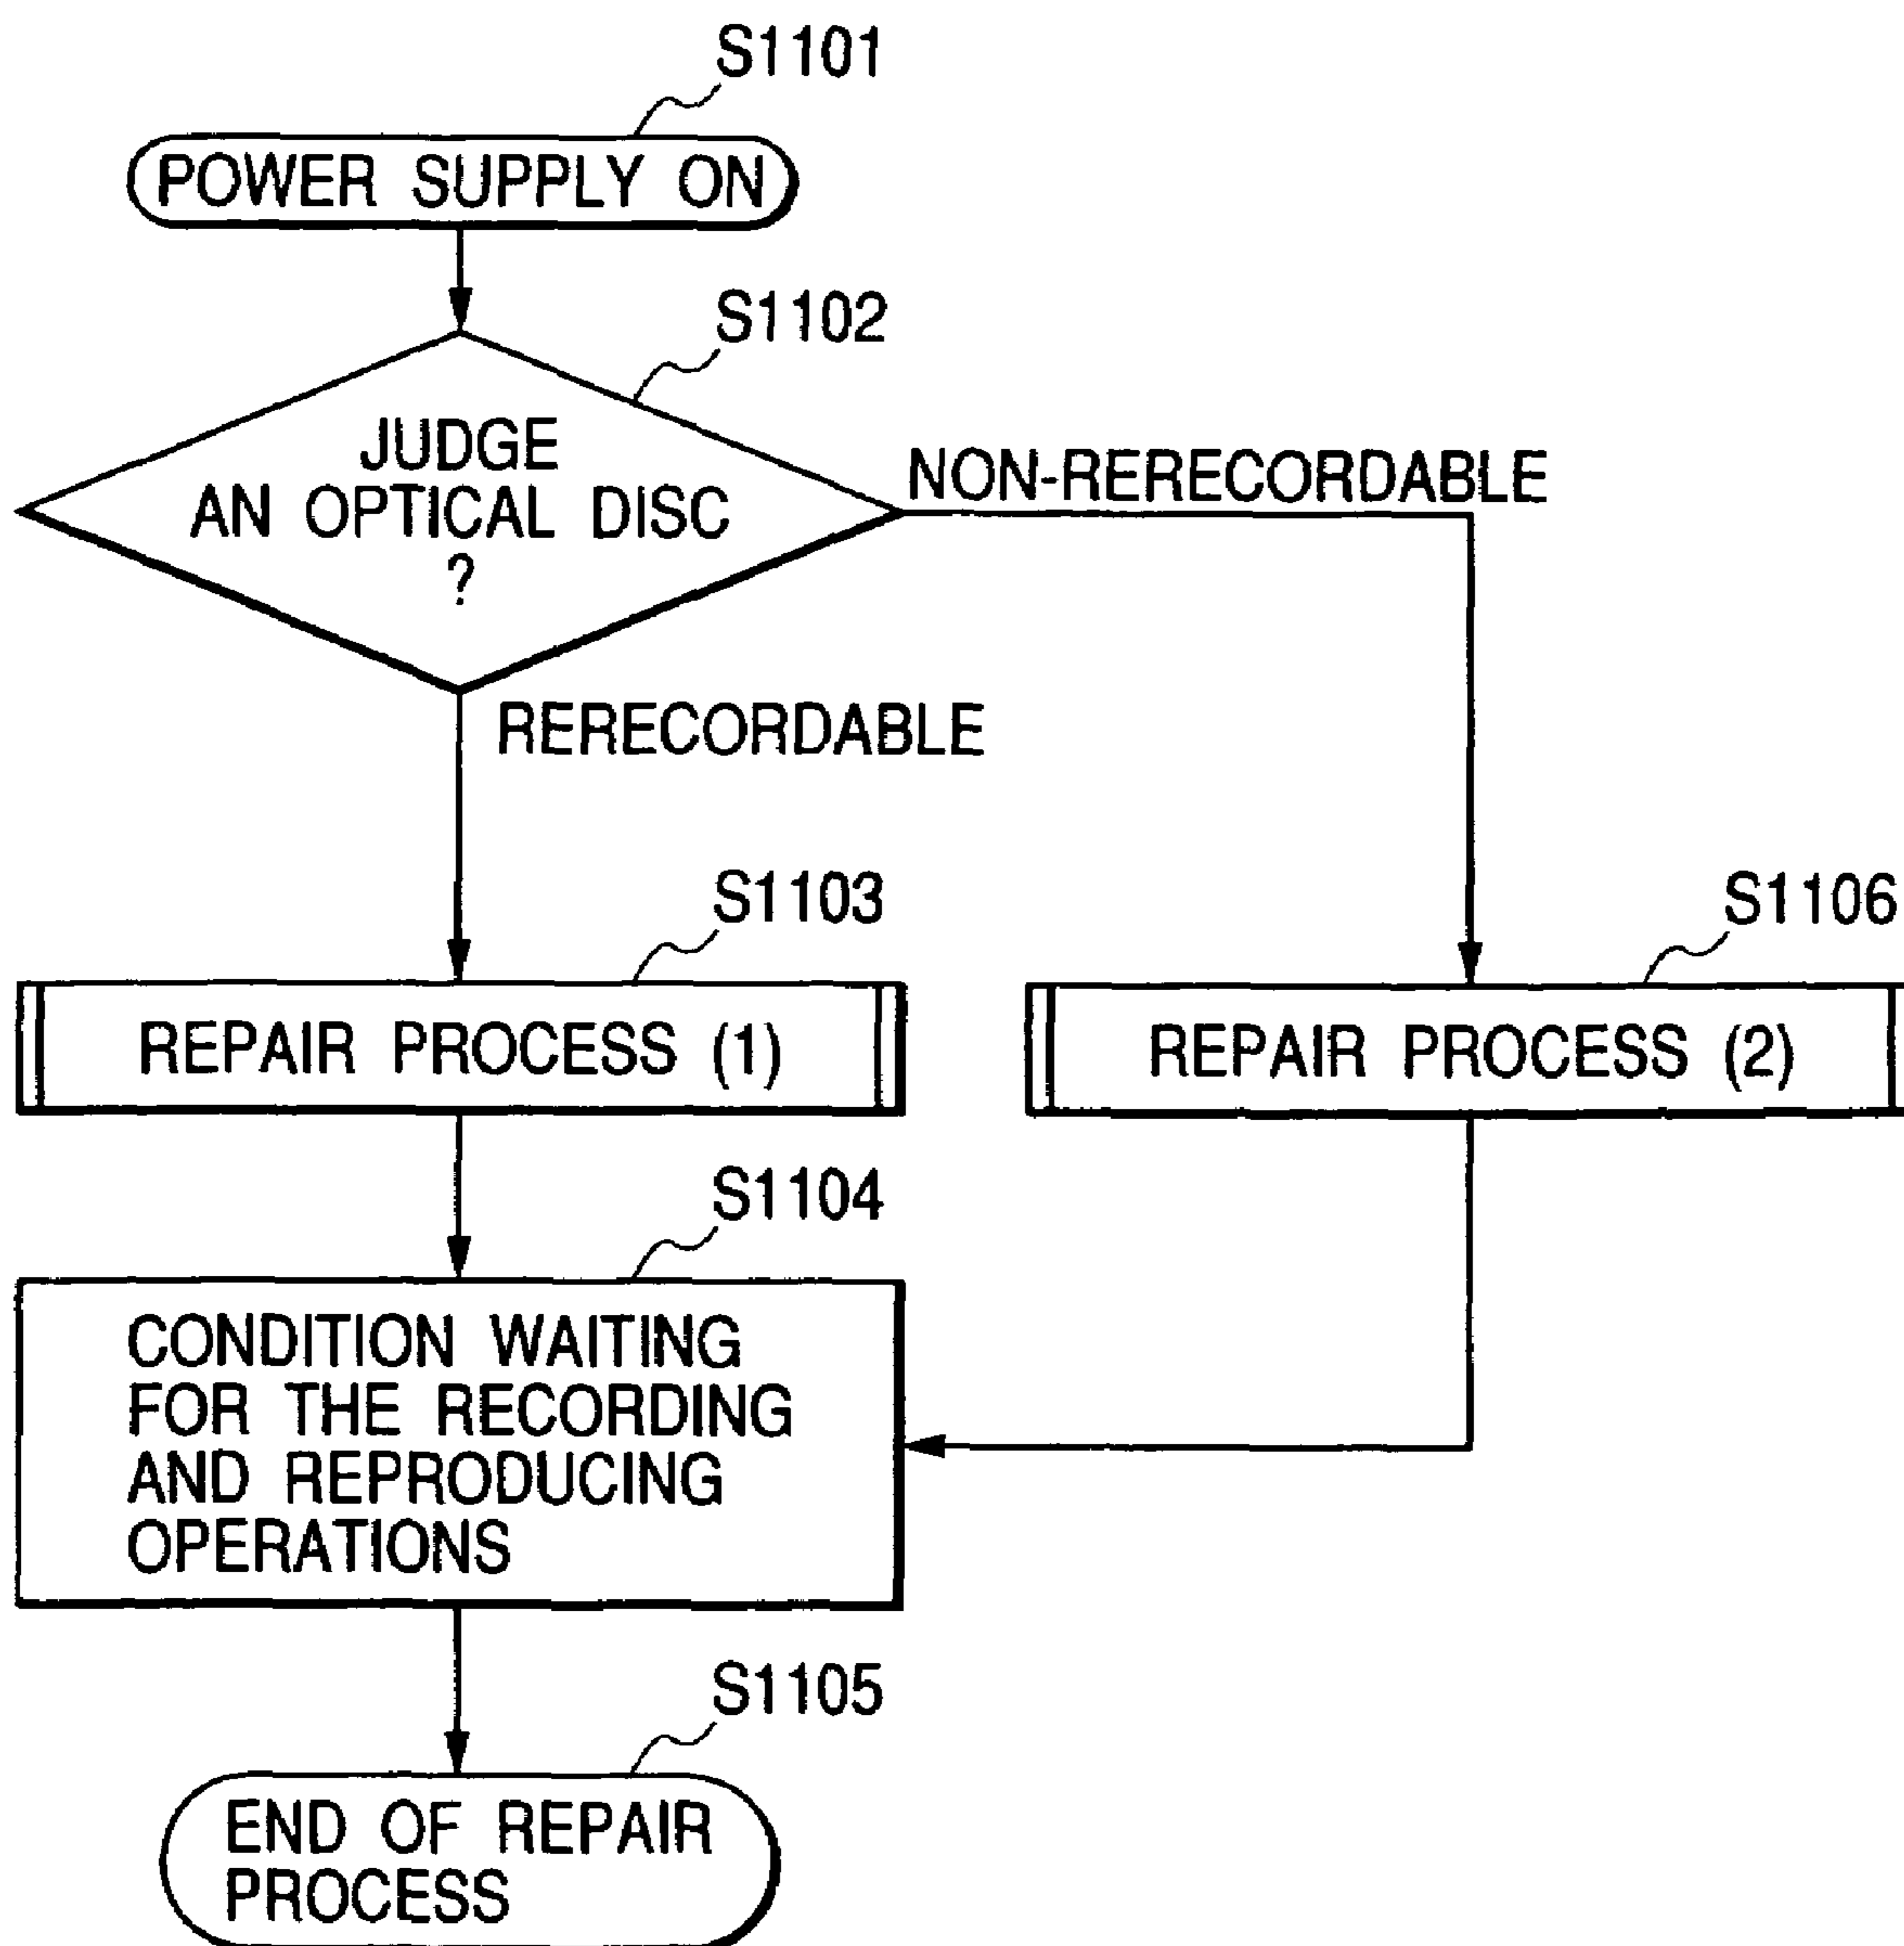 S1101
POWER SUPPLY ON
S1102
JUDGE
AN OPTICAL DISC
?
NON-RERECORDABLE
RERECORDABLE
S1103
REPAIR PROCESS (1)
S1106
REPAIR PROCESS (2)
S1104
CONDITION WAITING
FOR THE RECORDING
AND REPRODUCING
OPERATIONS
S1105
END OF REPAIR
PROCESS